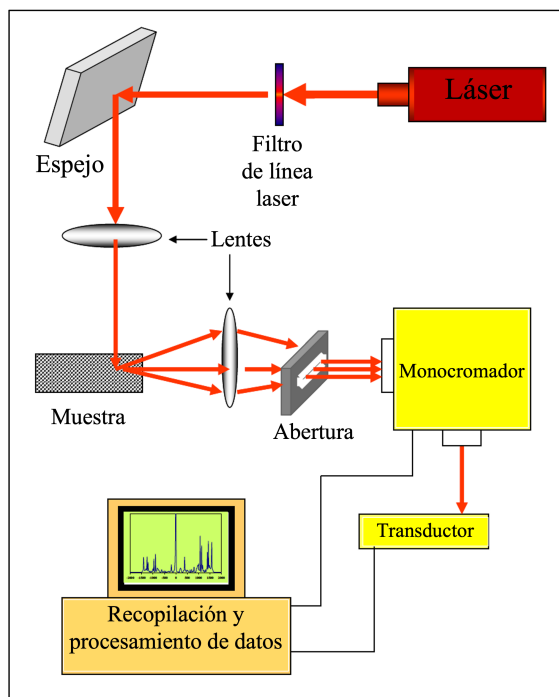 Láser
Espejo
Filtro
de línea
laser
Lentes
Muestra
Abertura
Monocromador
Transductor
Recopilación y
procesamiento de datos